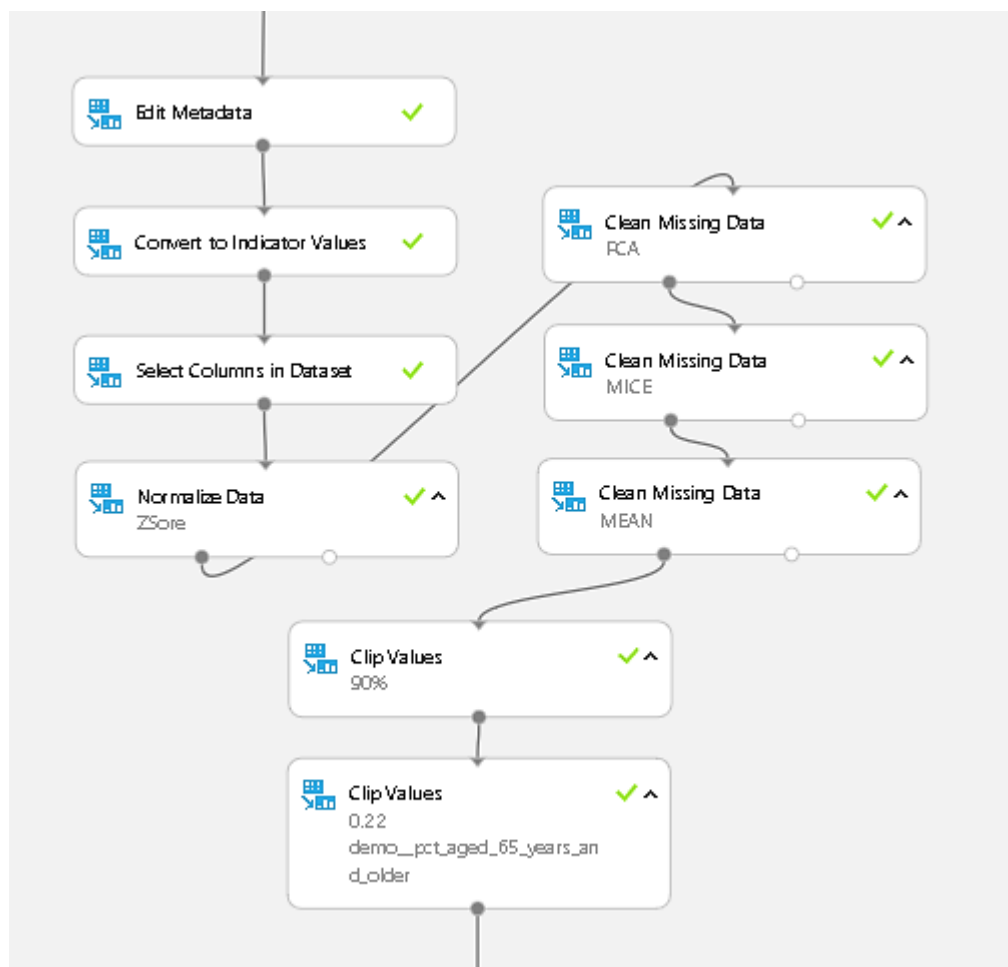 Edit Metadata
Convert to Indicator Values
Select Columns in Dataset
Normalize Data
ZSore
Clean Missing Data
PCA
Clean Missing Data
MICE
Clean Missing Data
MEAN
Clip Values
90%
Clip Values
0.22
demo__pct_aged_65_years_an
d_older